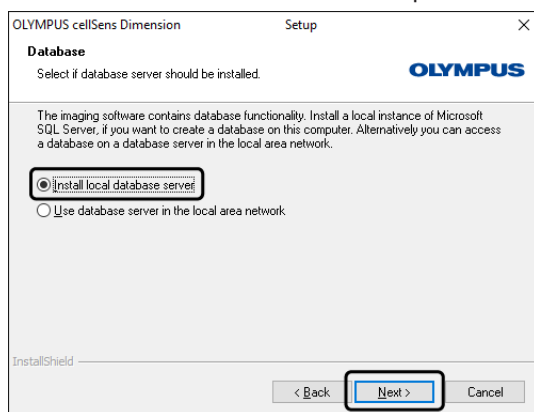 OLYMPUS cellSens Dimension Setup
Database
Select if database server should be installed.
OLYMPUS
The imaging software contains database functionality. Install a local instance of Microsoft
SQL Server, if you want to create a database on this computer. Alternatively you can access
a database on a database server in the local area network.
Install local database server
Use database server in the local area network
InstallShield
< Back Next > Cancel